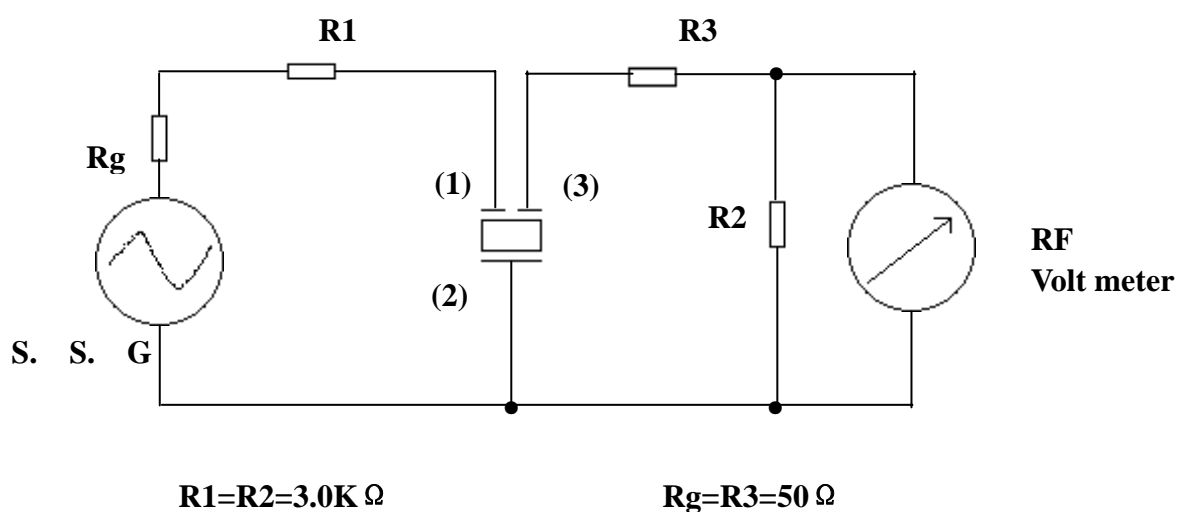 R1
R3
Rg
(1)
(3)
R2
RF
Volt meter
(2)
S. S. G
R1=R2=3.0KΩ
Rg=R3=50Ω